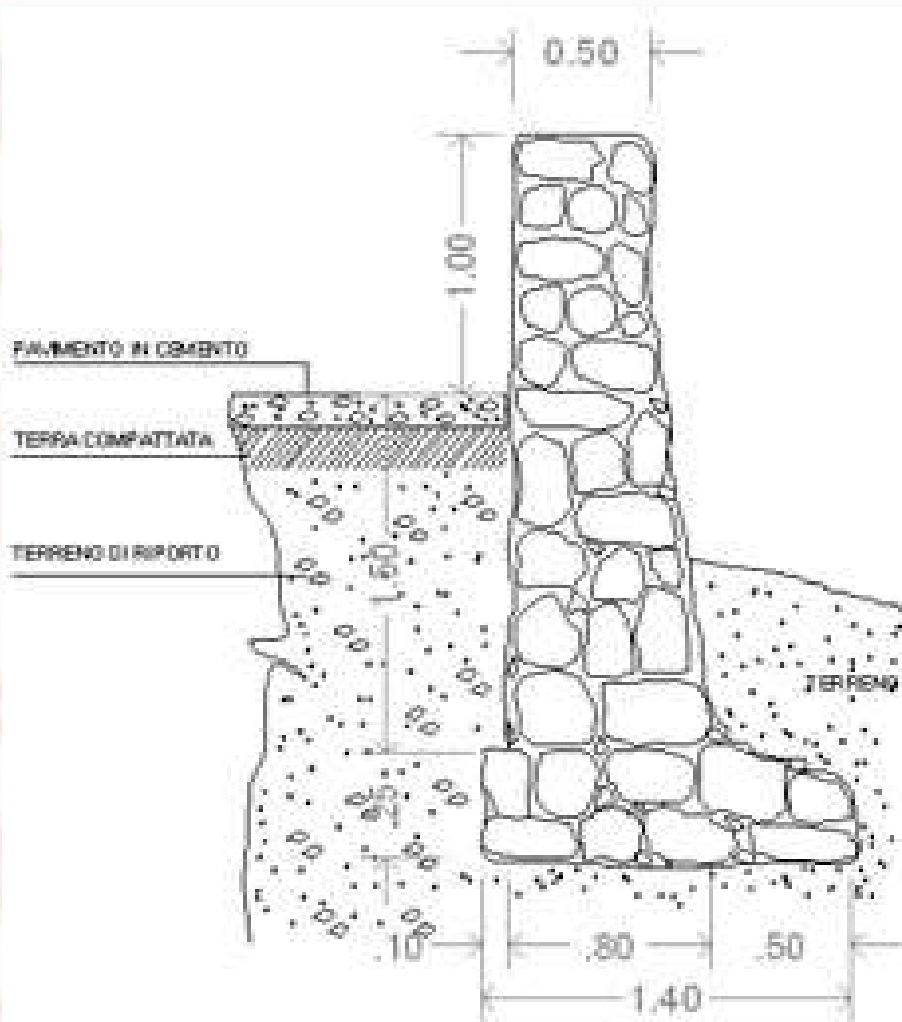 0.50
1.00
PAVIMENTO IN CEMENTO
TERRA COMPATTATA
TERRENO DI RIPORTO
1.60
TERRENO
.25
.10
.80
.50
1.40